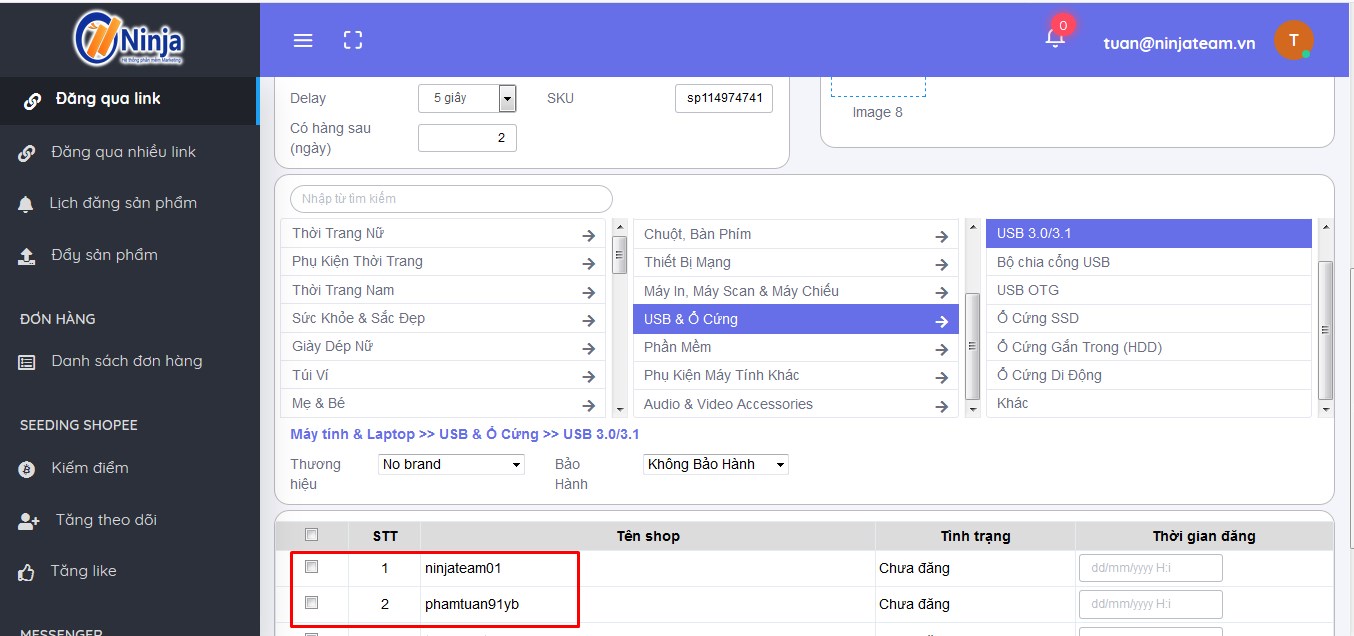 Ninja
Hệ thống phần mềm Marketing
0
tuan@ninjateam.vn
T
Đăng qua link
Đăng qua nhiều link
Lịch đăng sản phẩm
Đẩy sản phẩm
ĐƠN HÀNG
Danh sách đơn hàng
SEEDING SHOPEE
Kiếm điểm
Tăng theo dõi
Tăng like
MESSENGER
Delay
5 giây
SKU
sp114974741
Có hàng sau
(ngày)
2
Image 8
Nhập từ tìm kiếm
Thời Trang Nữ
Phụ Kiện Thời Trang
Thời Trang Nam
Sức Khỏe & Sắc Đẹp
Giày Dép Nữ
Túi Ví
Mẹ & Bé
Chuột, Bàn Phím
Thiết Bị Mạng
Máy In, Máy Scan & Máy Chiếu
USB & Ổ Cứng
Phần Mềm
Phụ Kiện Máy Tính Khác
Audio & Video Accessories
USB 3.0/3.1
Bộ chia cổng USB
USB OTG
Ổ Cứng SSD
Ổ Cứng Gắn Trong (HDD)
Ổ Cứng Di Động
Khác
Máy tính & Laptop >> USB & Ổ Cứng >> USB 3.0/3.1
Thương
hiệu
No brand
Bảo
Hành
Không Bảo Hành
STT Tên shop Tình trạng Thời gian đăng
1 ninjateam01 Chưa đăng dd/mm/yyyy H:i
2 phamtuan91yb Chưa đăng dd/mm/yyyy H:i